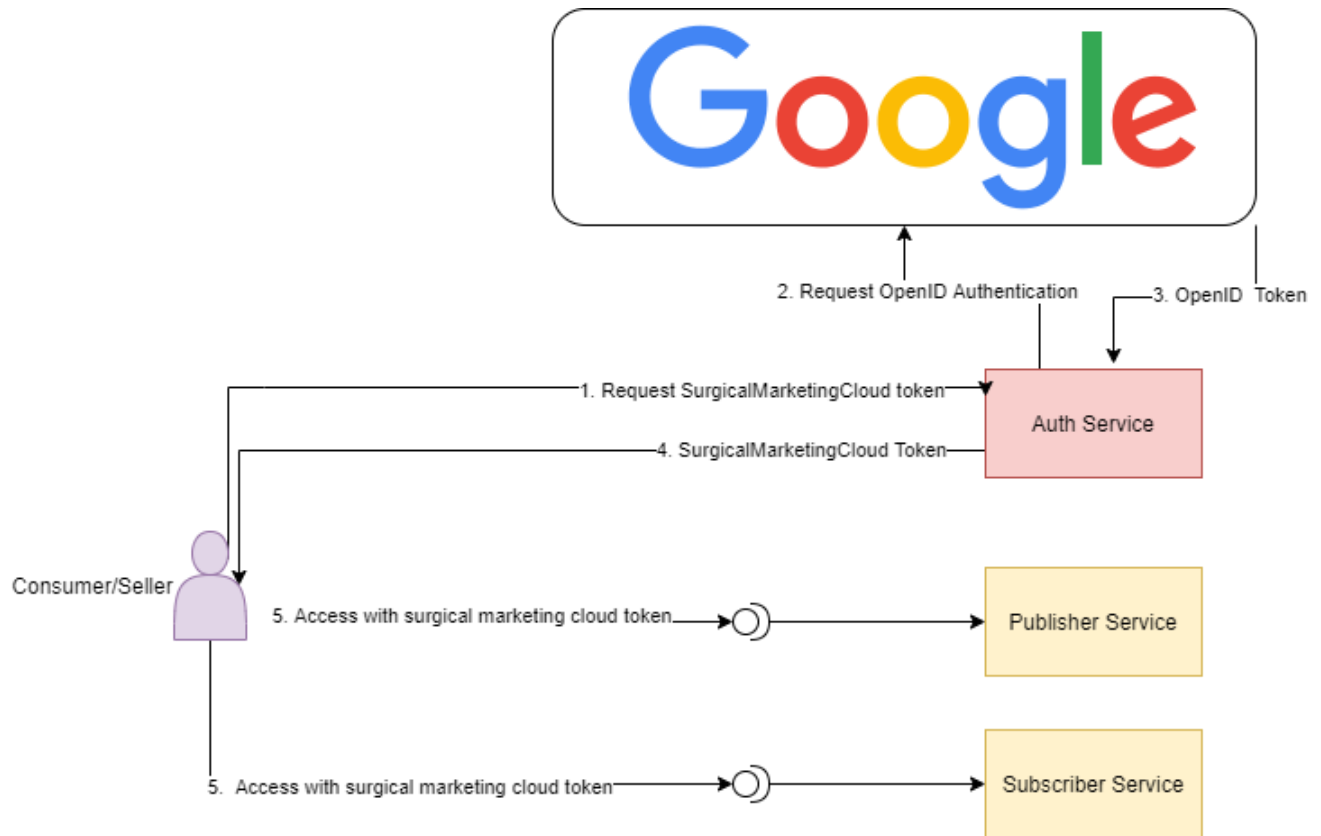 Google
2. Request OpenID Authentication
3. OpenID Token
1. Request SurgicalMarketingCloud token
Auth Service
4. SurgicalMarketingCloud Token
Consumer/Seller
5. Access with surgical marketing cloud token
Publisher Service
5. Access with surgical marketing cloud token
Subscriber Service